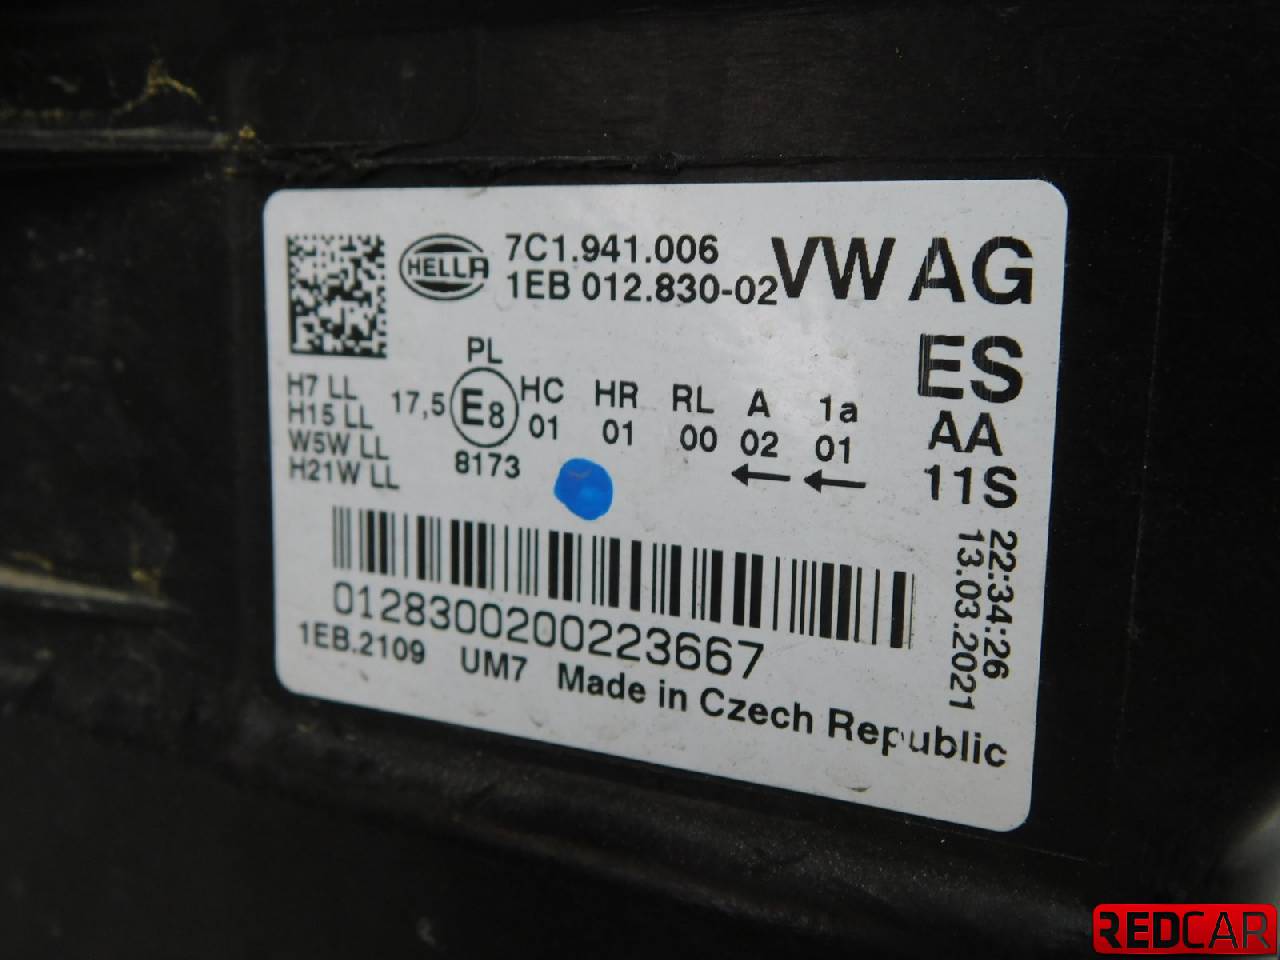 HELLA
7C1.941.006
1EB 012.830-02
VW AG
ES
AA
11S
H7 LL
H15 LL
W5W LL
H21W LL
PL
17,5 E8
8173
HC HR RL A 1a
01 01 00 02 01
22:34:26
13.03.2021
012830020022​3667
1EB.2109 UM7 Made in Czech Republic
REDCAR